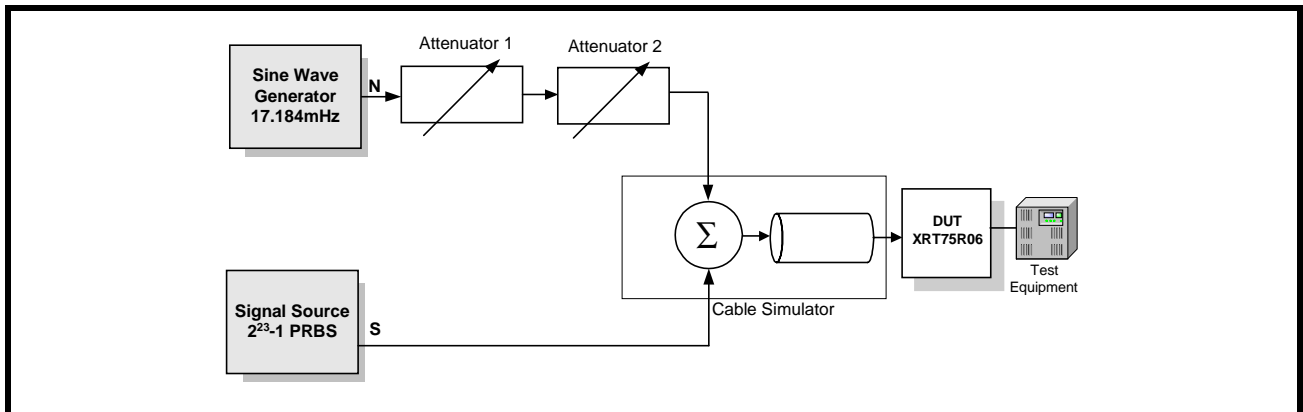 Attenuator 1
Attenuator 2
Sine Wave
Generator
17.184mHz
N
Σ
DUT
XRT75R06
Test
Equipment
Cable Simulator
Signal Source
2²³-1 PRBS
S